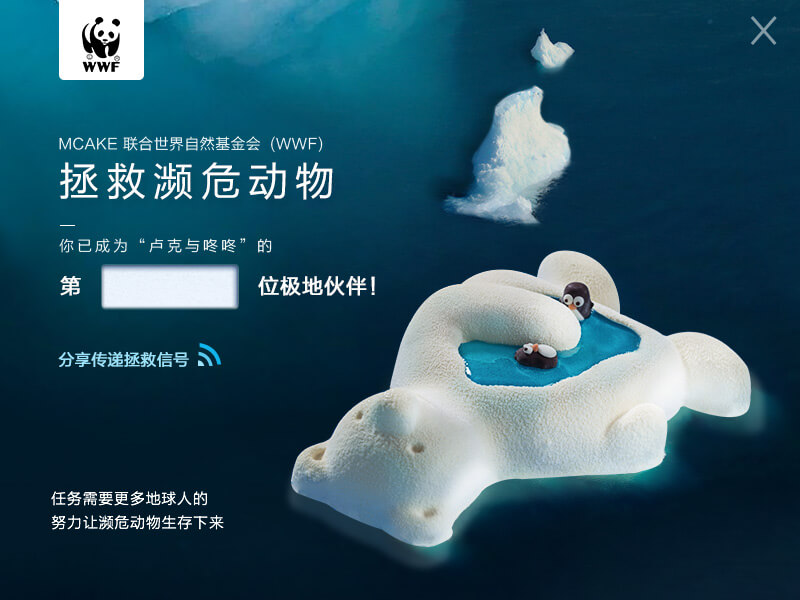 WWF
MCAKE 联合世界自然基金会（WWF）
拯救濒危动物
你已成为“卢克与咚咚”的
第 位极地伙伴！
分享传递拯救信号
任务需要更多地球人的
努力让濒危动物生存下来